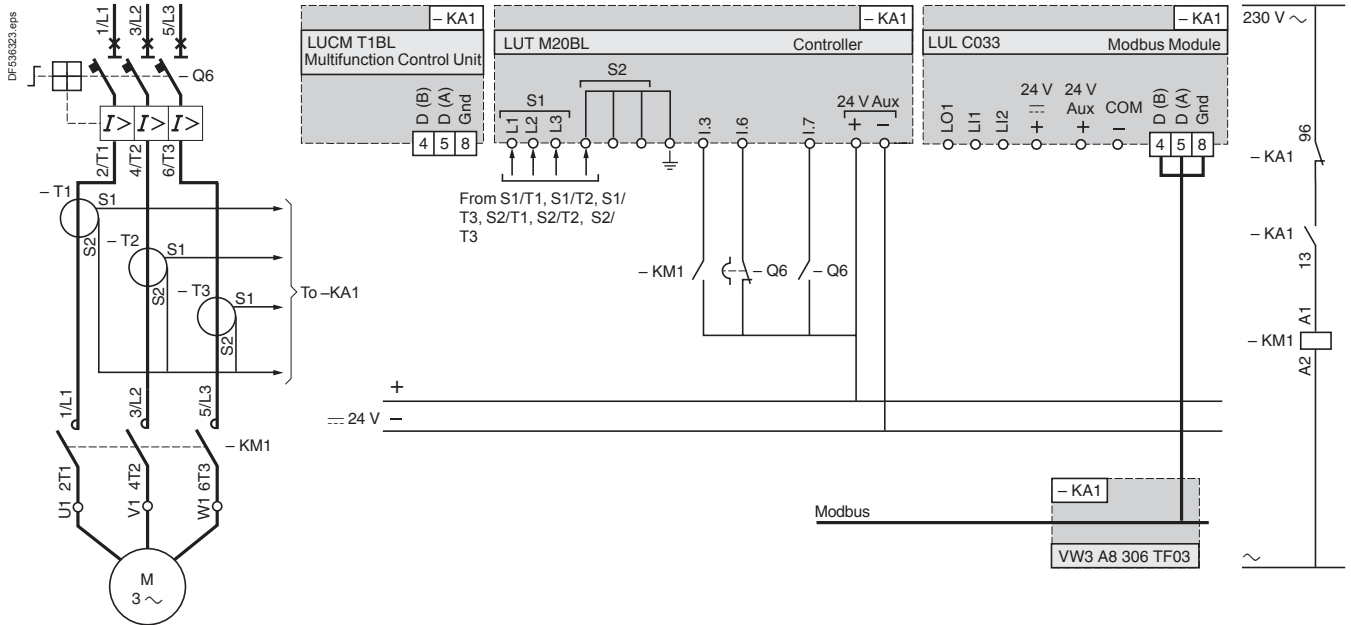 DF536323.eps
1/L1
3/L2
5/L3
– Q6
I>
I>
I>
2/T1
4/T2
6/T3
– T1
S1
S2
– T2
S1
S2
– T3
S1
S2
To –KA1
1/L1
3/L2
5/L3
– KM1
2T1
4T2
6T3
U1
V1
W1
M
3 ~
– KA1
LUCM T1BL
Multifunction Control Unit
D (B)
D (A)
Gnd
4 5 8
– KA1
LUT M20BL Controller
S1
S2
L1
L2
L3
I.3
I.6
I.7
24 V Aux
+ –
From S1/T1, S1/T2, S1/
T3, S2/T1, S2/T2, S2/
T3
– KM1
– Q6
– Q6
+
⎓ 24 V –
– KA1
LUL C033 Modbus Module
LO1
LI1
LI2
24 V
⎓
+
24 V
Aux
+
COM
–
D (B)
D (A)
Gnd
4 5 8
Modbus
– KA1
VW3 A8 306 TF03
230 V ~
96
– KA1
– KA1
13
A1
– KM1
A2
~